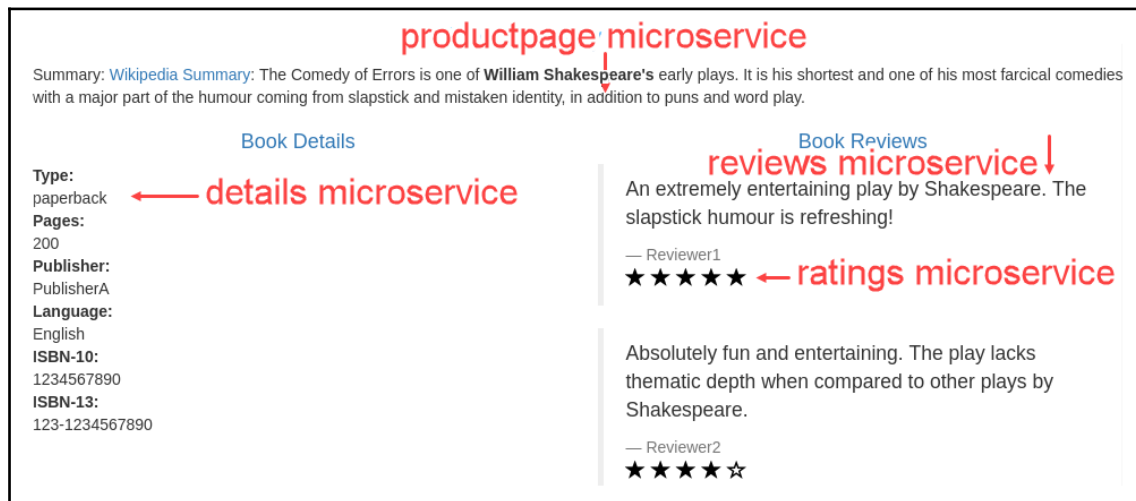 productpage microservice
Summary: Wikipedia Summary: The Comedy of Errors is one of William Shakespeare's early plays. It is his shortest and one of his most farcical comedies
with a major part of the humour coming from slapstick and mistaken identity, in addition to puns and word play.
Book Details
Type:
paperback
details microservice
Pages:
200
Publisher:
PublisherA
Language:
English
ISBN-10:
1234567890
ISBN-13:
123-1234567890
Book Reviews
reviews microservice
An extremely entertaining play by Shakespeare. The
slapstick humour is refreshing!
— Reviewer1
ratings microservice
Absolutely fun and entertaining. The play lacks
thematic depth when compared to other plays by
Shakespeare.
— Reviewer2